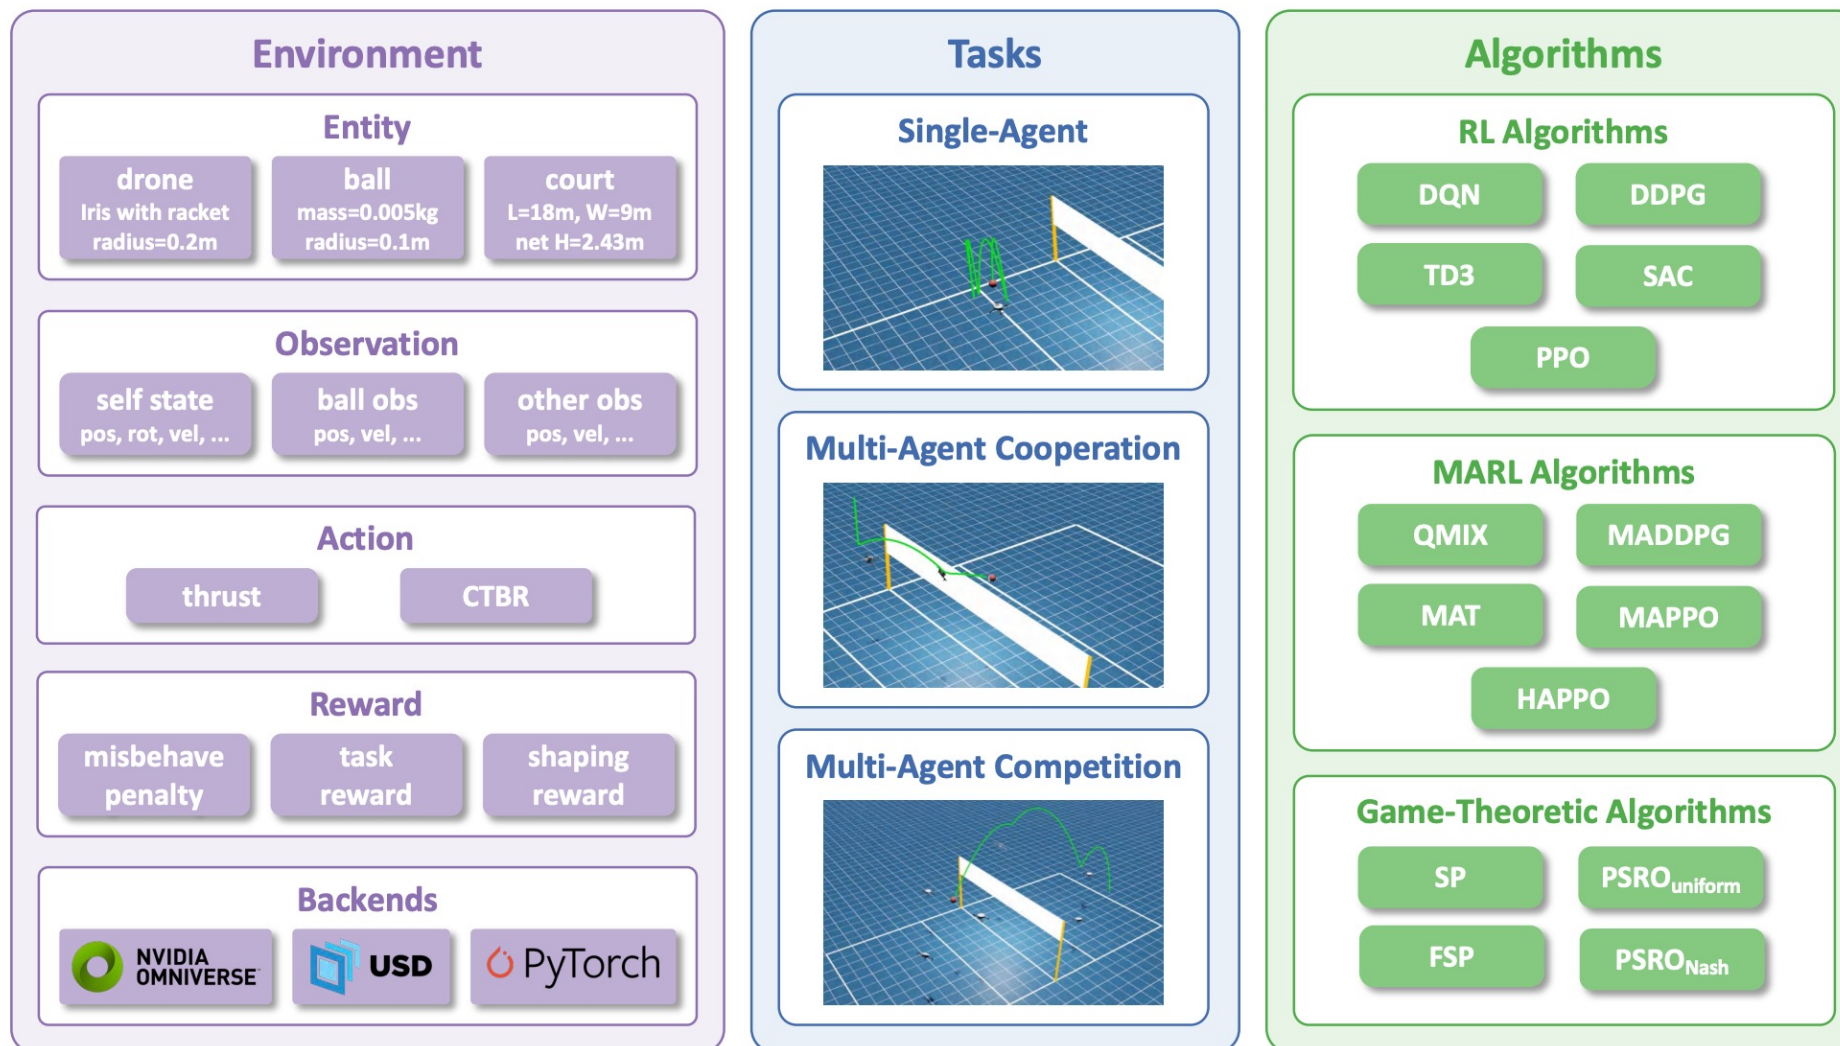 Environment
Entity
drone
Iris with racket
radius=0.2m
ball
mass=0.005kg
radius=0.1m
court
L=18m, W=9m
net H=2.43m
Observation
self state
pos, rot, vel, ...
ball obs
pos, vel, ...
other obs
pos, vel, ...
Action
thrust
CTBR
Reward
misbehave
penalty
task
reward
shaping
reward
Backends
NVIDIA
OMNIVERSE
USD
PyTorch
Tasks
Single-Agent
Multi-Agent Cooperation
Multi-Agent Competition
Algorithms
RL Algorithms
DQN
DDPG
TD3
SAC
PPO
MARL Algorithms
QMIX
MADDPG
MAT
MAPPO
HAPPO
Game-Theoretic Algorithms
SP
PSROuniform
FSP
PSRONash